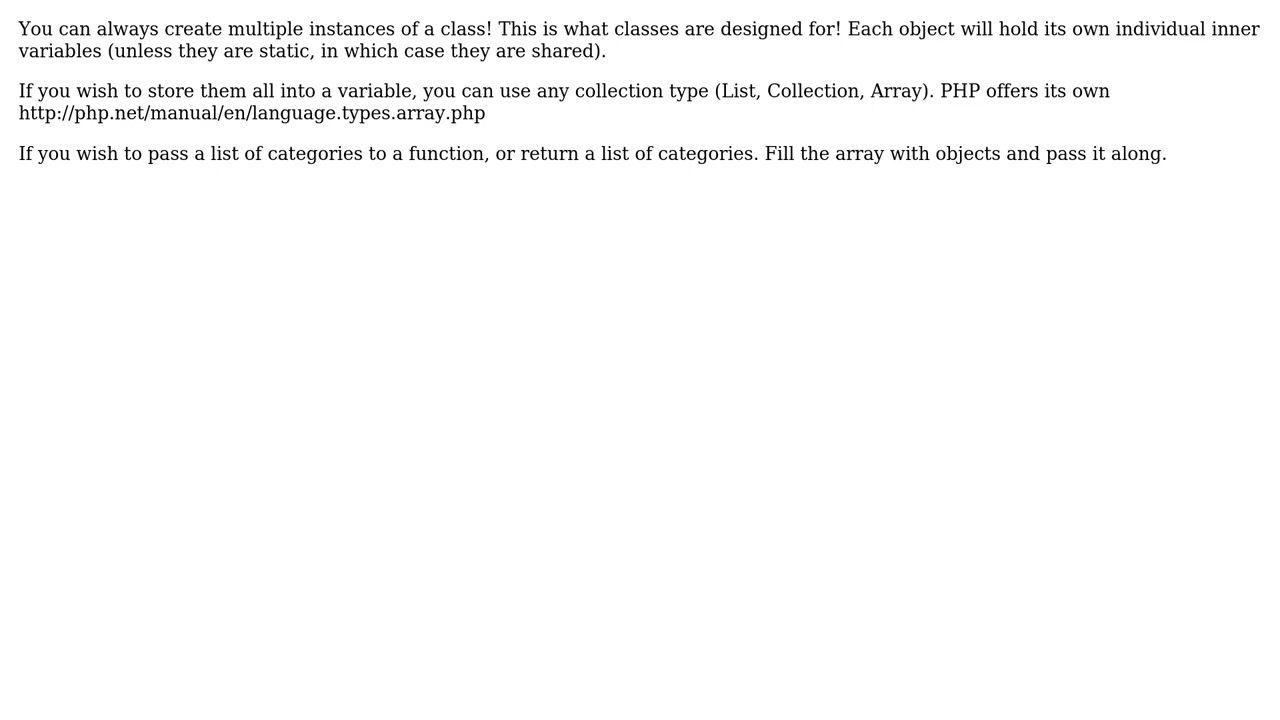 You can always create multiple instances of a class! This is what classes are designed for! Each object will hold its own individual inner
variables (unless they are static, in which case they are shared).
If you wish to store them all into a variable, you can use any collection type (List, Collection, Array). PHP offers its own
http://php.net/manual/en/language.types.array.php
If you wish to pass a list of categories to a function, or return a list of categories. Fill the array with objects and pass it along.